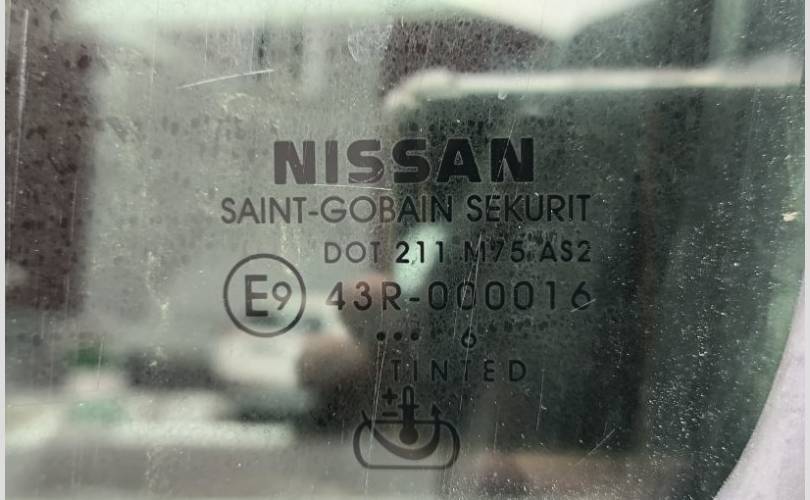 NISSAN
SAINT-GOBAIN SEKURIT
DOT 211 M75 AS2
E9 43R-000016
••• 6
TINTED